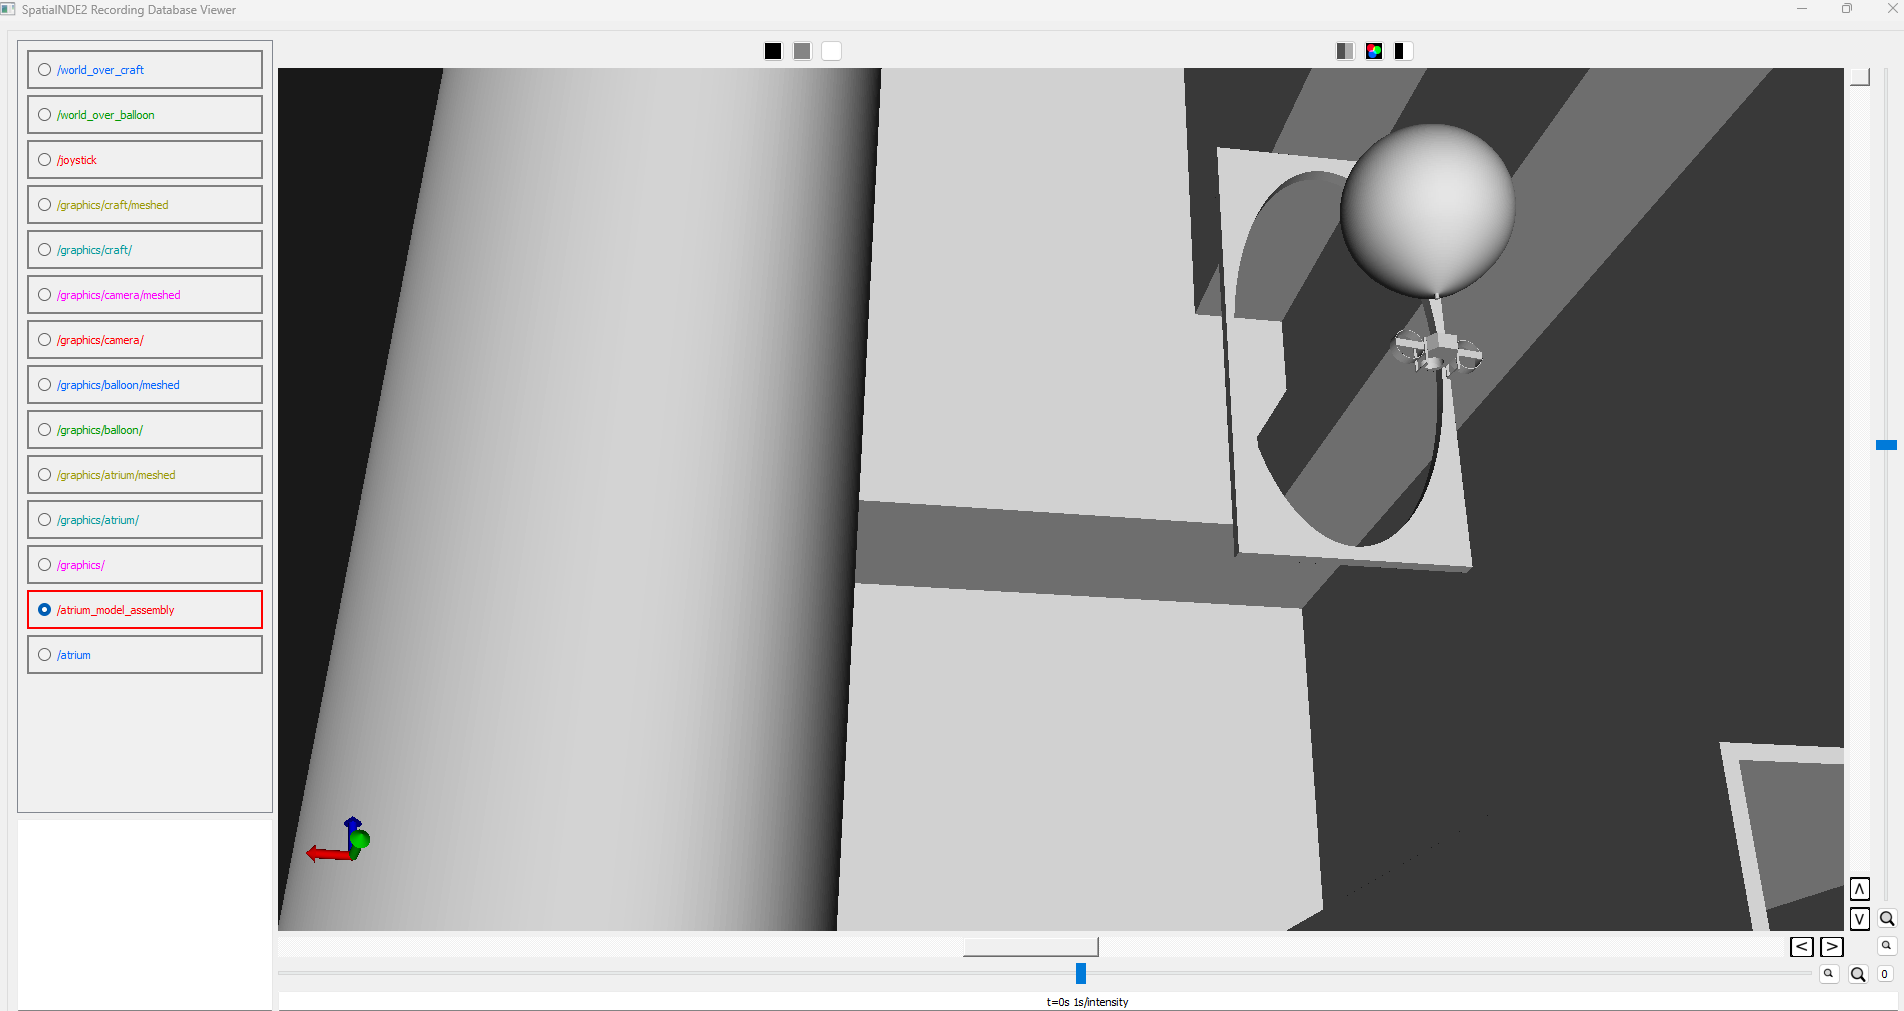 SpatialNDE2 Recording Database Viewer
/world_over_craft
/world_over_balloon
/joystick
/graphics/craft/meshed
/graphics/craft/
/graphics/camera/meshed
/graphics/camera/
/graphics/balloon/meshed
/graphics/balloon/
/graphics/atrium/meshed
/graphics/atrium/
/graphics/
/atrium_model_assembly
/atrium
Λ
V
< >
0
t=0s 1s/intensity